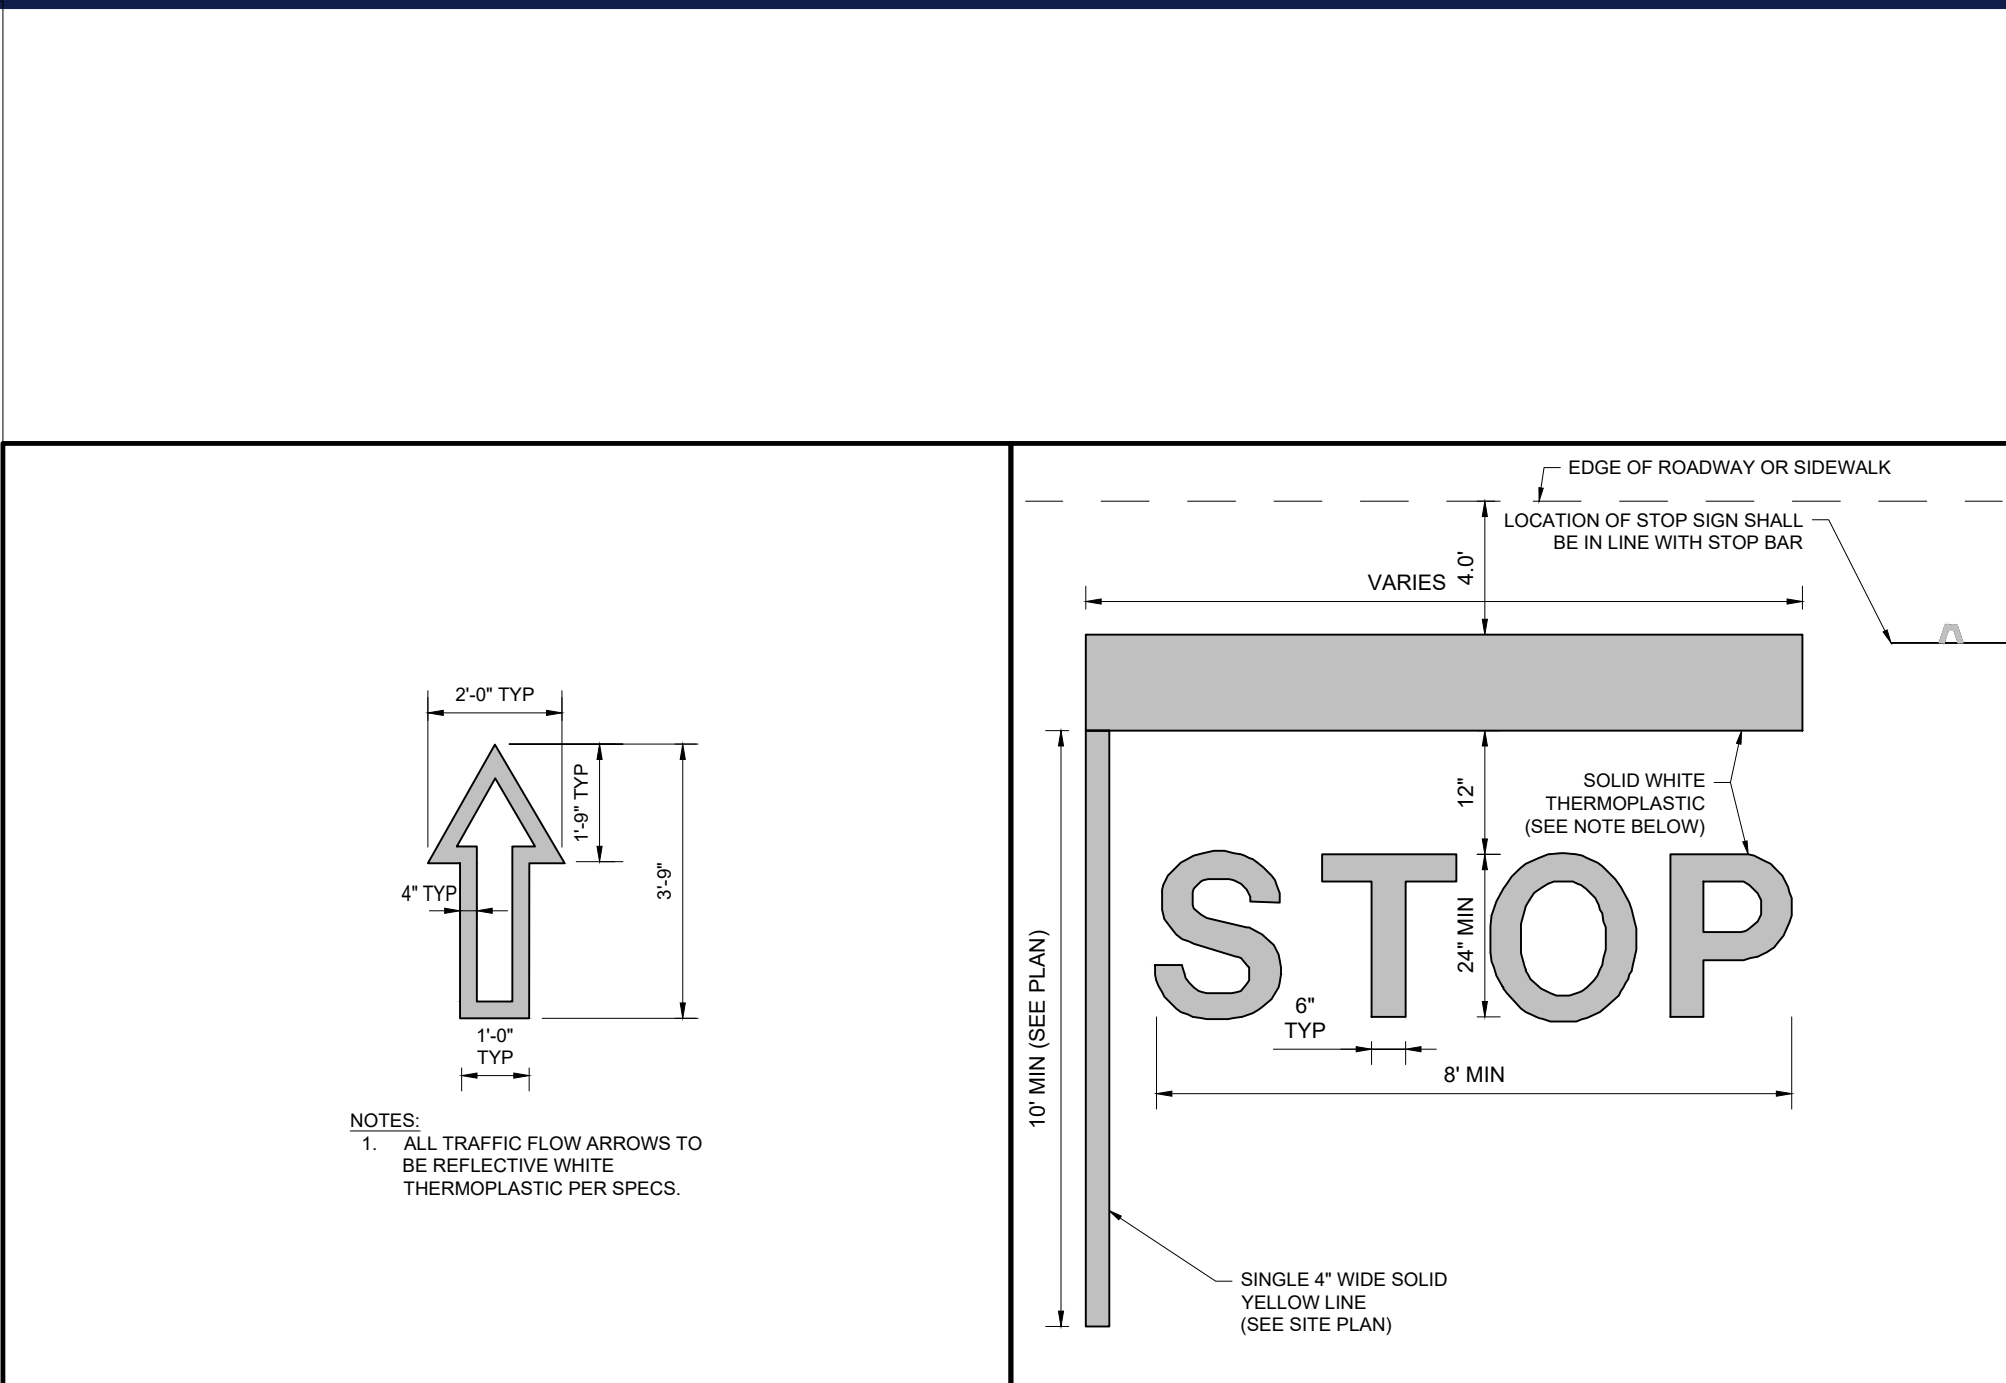 2'-0" TYP
1'-9" TYP
3'-9"
4" TYP
1'-0"
TYP
NOTES:
1. ALL TRAFFIC FLOW ARROWS TO
BE REFLECTIVE WHITE
THERMOPLASTIC PER SPECS.
EDGE OF ROADWAY OR SIDEWALK
LOCATION OF STOP SIGN SHALL
BE IN LINE WITH STOP BAR
4.0'
VARIES
12"
SOLID WHITE
THERMOPLASTIC
(SEE NOTE BELOW)
STOP
24" MIN
6"
TYP
8' MIN
10' MIN (SEE PLAN)
SINGLE 4" WIDE SOLID
YELLOW LINE
(SEE SITE PLAN)